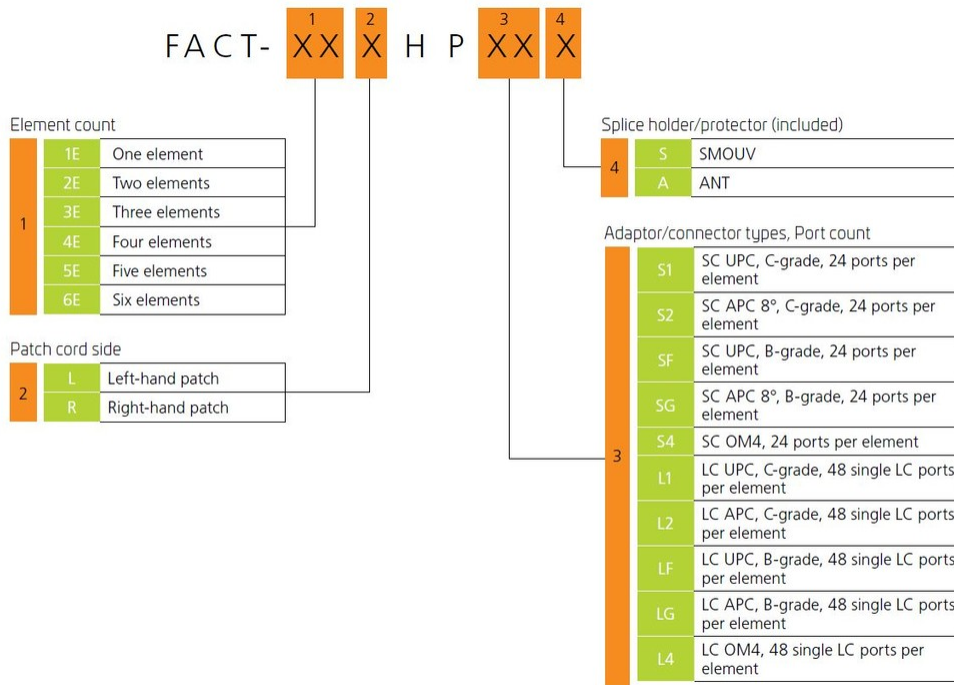 1 2 3 4
FACT- XX X H P XX X
Element count
1
1E One element
2E Two elements
3E Three elements
4E Four elements
5E Five elements
6E Six elements
Patch cord side
2
L Left-hand patch
R Right-hand patch
Splice holder/protector (included)
4
S SMOUV
A ANT
Adaptor/connector types, Port count
3
S1 SC UPC, C-grade, 24 ports per
element
S2 SC APC 8°, C-grade, 24 ports per
element
SF SC UPC, B-grade, 24 ports per
element
SG SC APC 8°, B-grade, 24 ports per
element
S4 SC OM4, 24 ports per element
L1 LC UPC, C-grade, 48 single LC ports
per element
L2 LC APC, C-grade, 48 single LC ports
per element
LF LC UPC, B-grade, 48 single LC ports
per element
LG LC APC, B-grade, 48 single LC ports
per element
L4 LC OM4, 48 single LC ports per
element